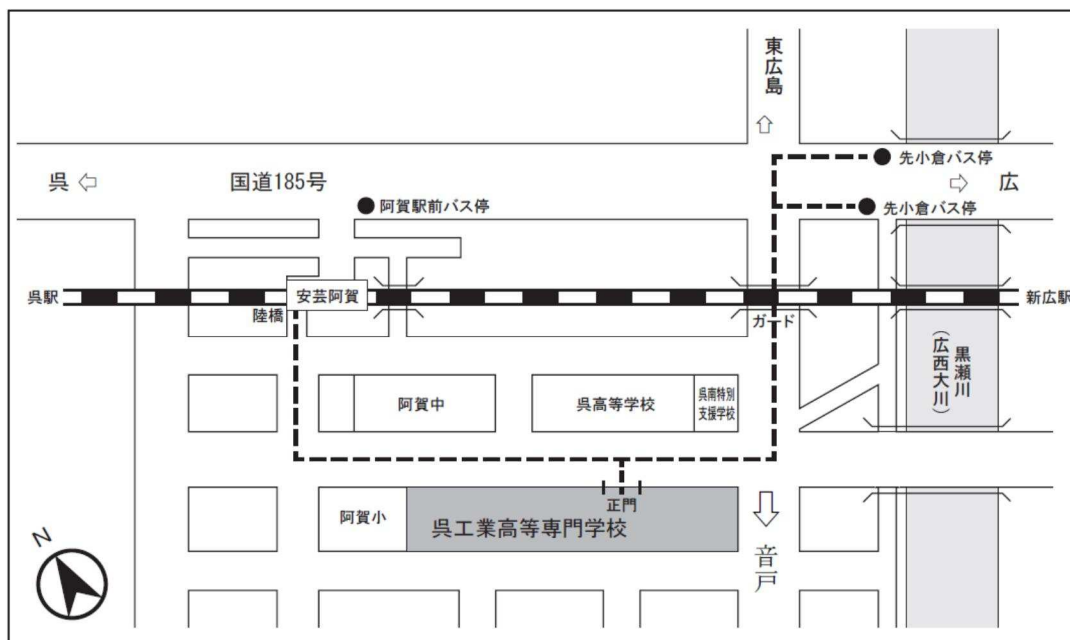 東広島
先小倉バス停
呉
国道185号
広
阿賀駅前バス停
先小倉バス停
呉駅
安芸阿賀
新広駅
陸橋
ガード
黒瀬川
(広西大川)
阿賀中
呉高等学校
呉南特別
支援学校
正門
阿賀小
呉工業高等専門学校
音戸
N